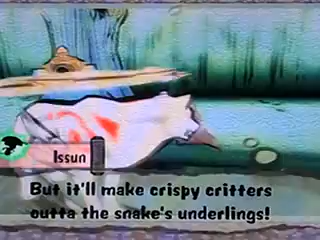 Issun
But it'll make crispy critters
outta the snake's underlings!